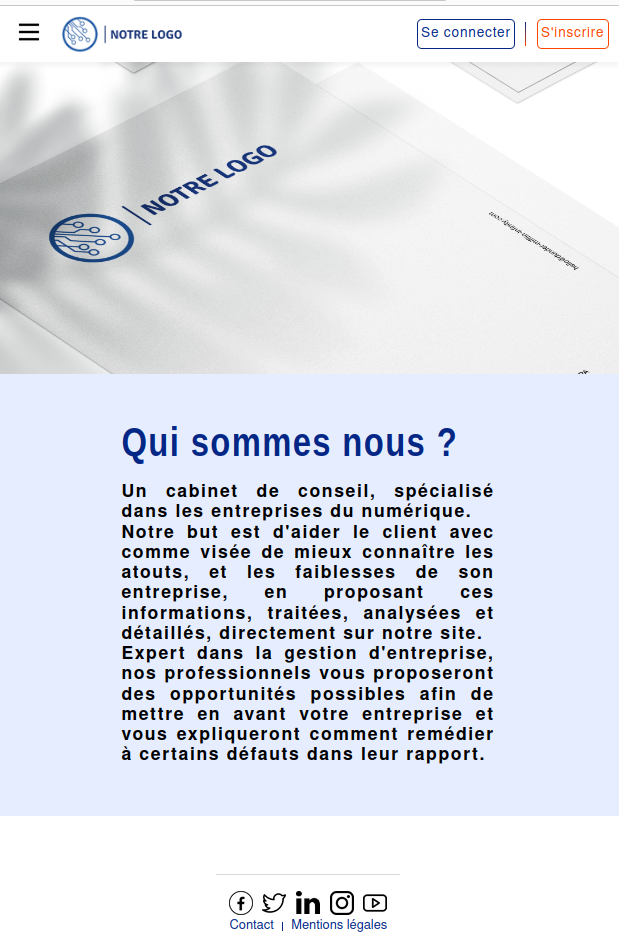 NOTRE LOGO
Se connecter
S'inscrire
NOTRE LOGO
Qui sommes nous ?
Un cabinet de conseil, spécialisé
dans les entreprises du numérique.
Notre but est d'aider le client avec
comme visée de mieux connaître les
atouts, et les faiblesses de son
entreprise, en proposant ces
informations, traitées, analysées et
détaillés, directement sur notre site.
Expert dans la gestion d'entreprise,
nos professionnels vous proposeront
des opportunités possibles afin de
mettre en avant votre entreprise et
vous expliqueront comment remédier
à certains défauts dans leur rapport.
Contact | Mentions légales